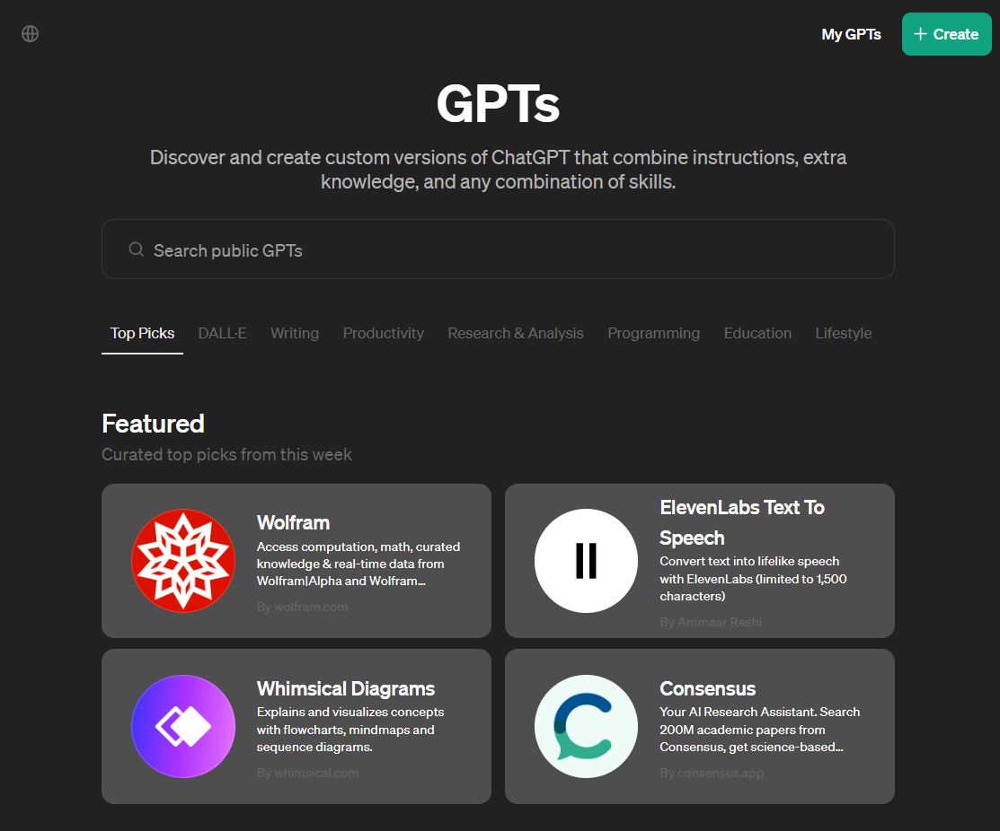 My GPTs
+ Create
GPTs
Discover and create custom versions of ChatGPT that combine instructions, extra
knowledge, and any combination of skills.
Search public GPTs
Top Picks DALL·E Writing Productivity Research & Analysis Programming Education Lifestyle
Featured
Curated top picks from this week
Wolfram
Access computation, math, curated
knowledge & real-time data from
Wolfram|Alpha and Wolfram...
By wolfram.com
ElevenLabs Text To
Speech
Convert text into lifelike speech
with ElevenLabs (limited to 1,500
characters)
By Ammaar Reshi
Whimsical Diagrams
Explains and visualizes concepts
with flowcharts, mindmaps and
sequence diagrams.
By whimsical.com
Consensus
Your AI Research Assistant. Search
200M academic papers from
Consensus, get science-based...
By consensus.app